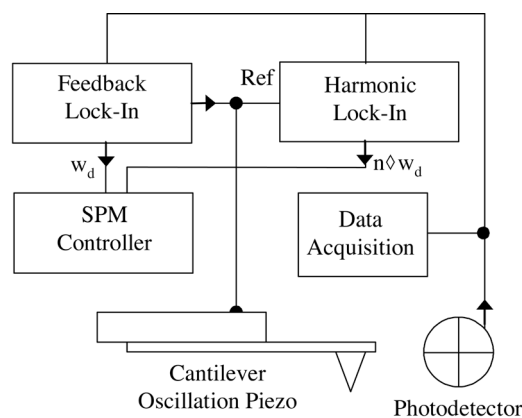 Feedback
Lock-In
Ref
Harmonic
Lock-In
w_d
n◊w_d
SPM
Controller
Data
Acquisition
Cantilever
Oscillation Piezo
Photodetector